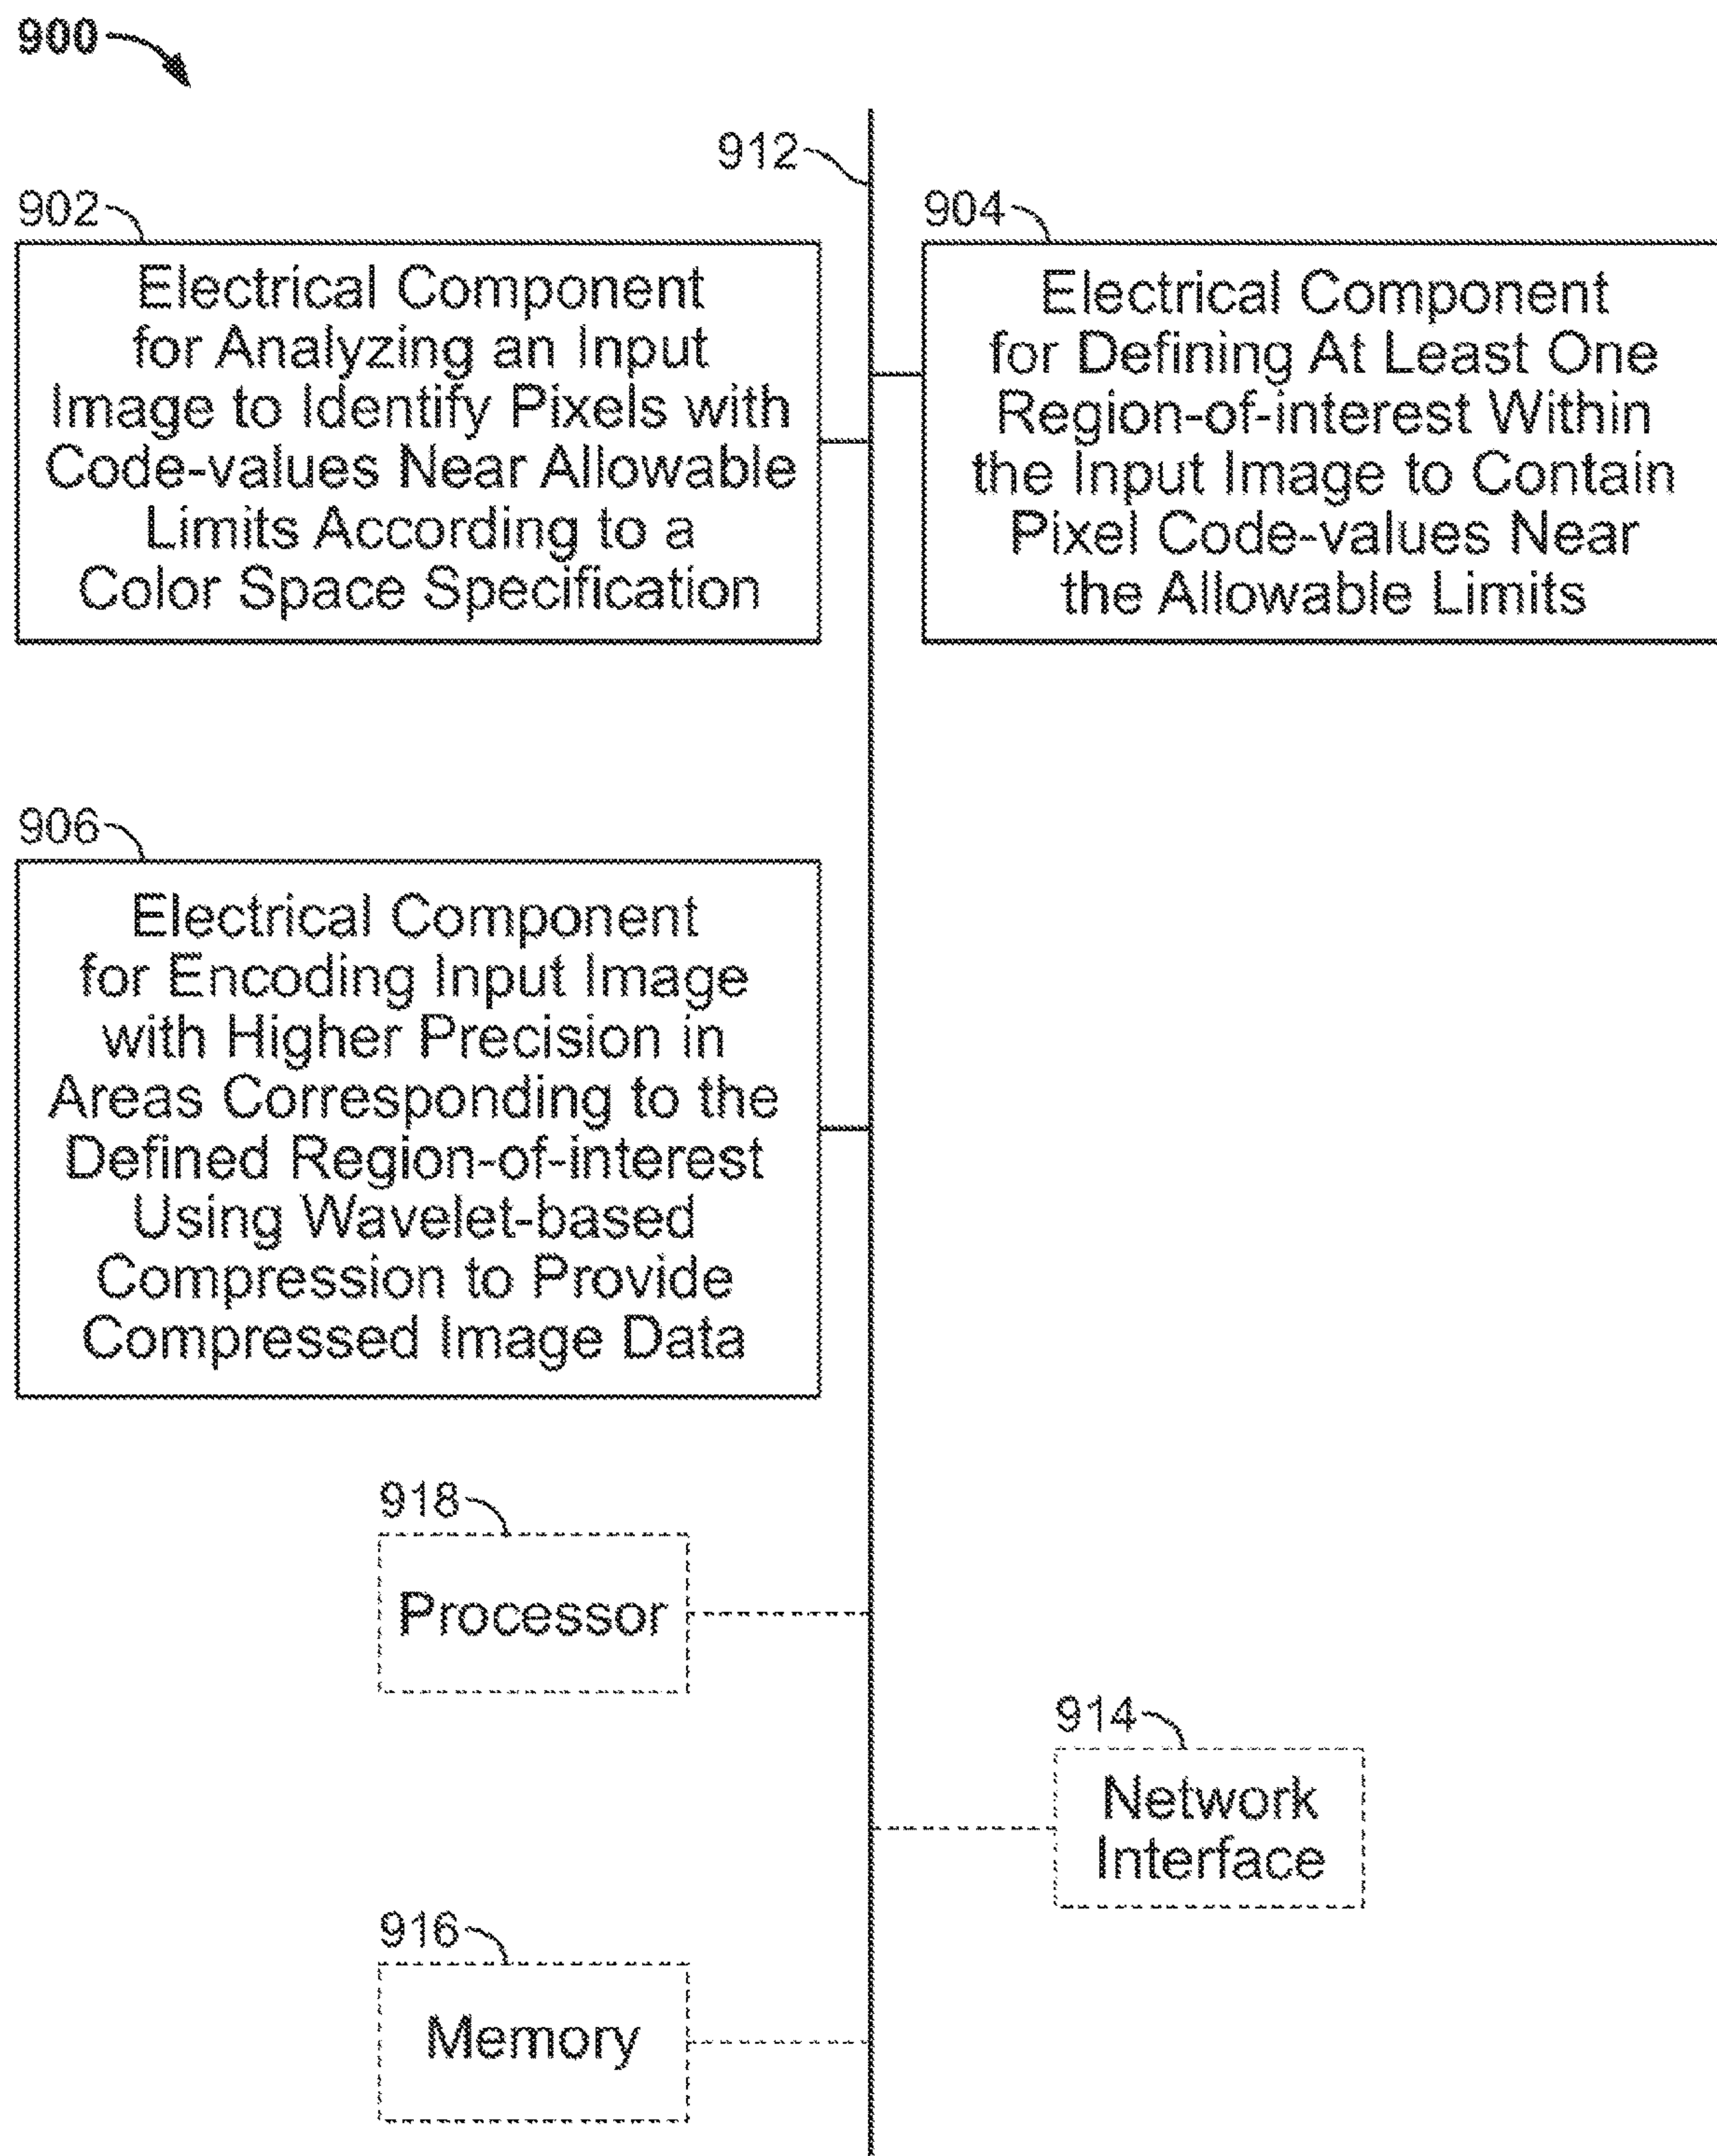 900
912
902
Electrical Component
for Analyzing an Input
Image to Identify Pixels with
Code-values Near Allowable
Limits According to a
Color Space Specification
904
Electrical Component
for Defining At Least One
Region-of-interest Within
the Input Image to Contain
Pixel Code-values Near
the Allowable Limits
906
Electrical Component
for Encoding Input Image
with Higher Precision in
Areas Corresponding to the
Defined Region-of-interest
Using Wavelet-based
Compression to Provide
Compressed Image Data
918
Processor
914
Network
Interface
916
Memory